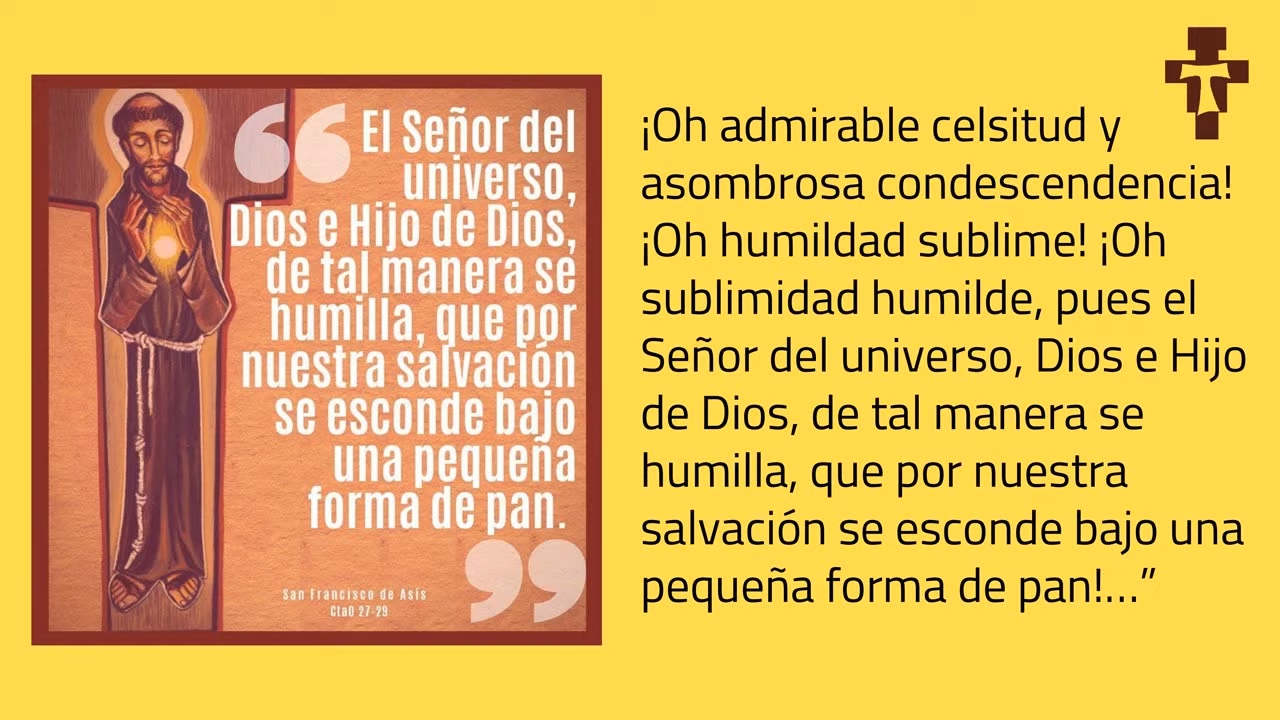 “
El Señor del
universo,
Dios e Hijo de Dios,
de tal manera se
humilla, que por
nuestra salvación
se esconde bajo
una pequeña
forma de pan.
”
San Francisco de Asís
CtaO 27-29
¡Oh admirable celsitud y
asombrosa condescendencia!
¡Oh humildad sublime! ¡Oh
sublimidad humilde, pues el
Señor del universo, Dios e Hijo
de Dios, de tal manera se
humilla, que por nuestra
salvación se esconde bajo una
pequeña forma de pan!...”